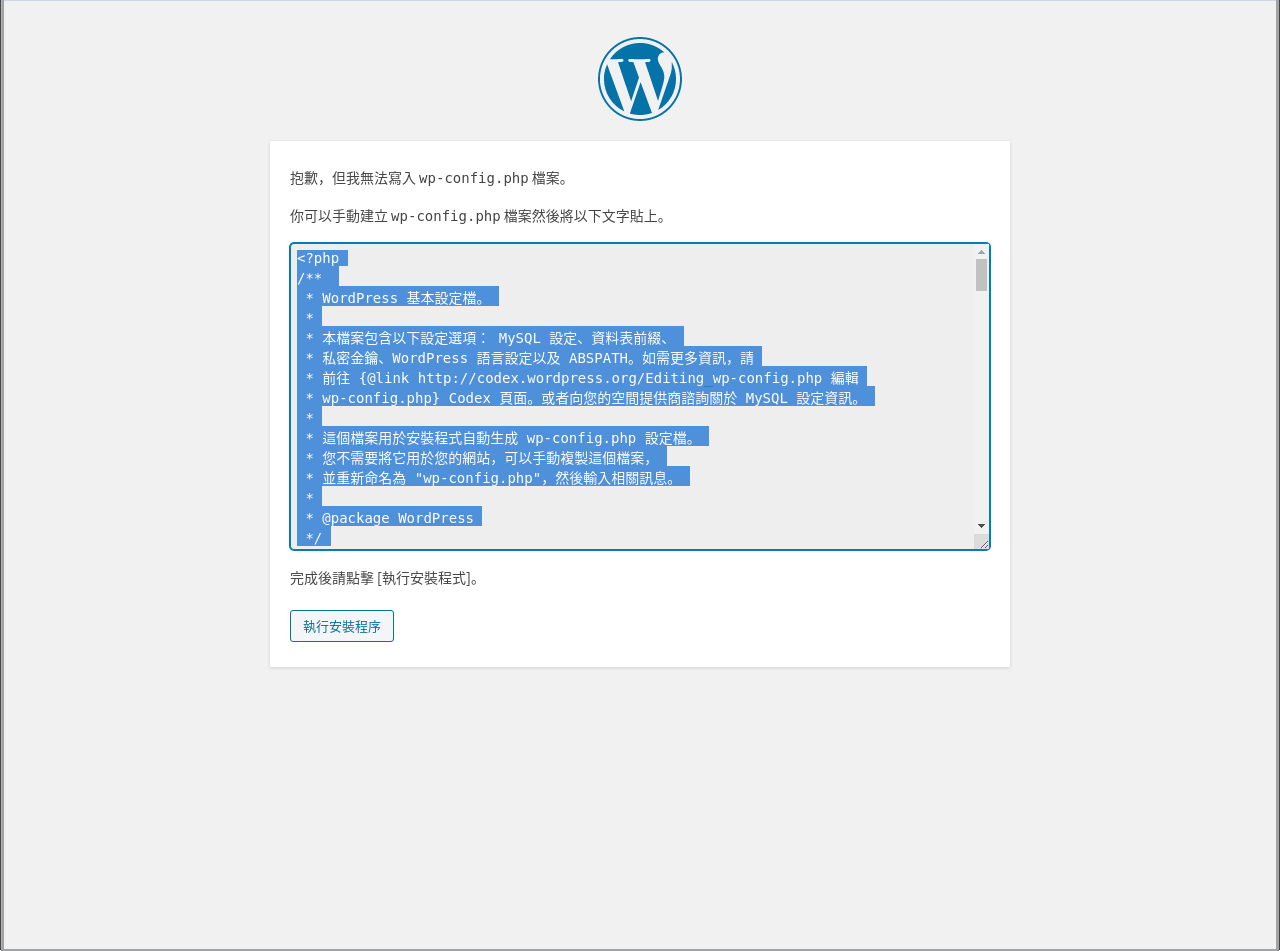 抱歉，但我無法寫入 wp-config.php 檔案。
你可以手動建立 wp-config.php 檔案然後將以下文字貼上。
<?php
/**
 * WordPress 基本設定檔。
 *
 * 本檔案包含以下設定選項： MySQL 設定、資料表前綴、
 * 私密金鑰、WordPress 語言設定以及 ABSPATH。如需更多資訊，請
 * 前往 {@link http://codex.wordpress.org/Editing_wp-config.php 編輯
 * wp-config.php} Codex 頁面。或者向您的空間提供商諮詢關於 MySQL 設定資訊。
 *
 * 這個檔案用於安裝程式自動生成 wp-config.php 設定檔。
 * 您不需要將它用於您的網站，可以手動複製這個檔案，
 * 並重新命名為 "wp-config.php"，然後輸入相關訊息。
 *
 * @package WordPress
 */
完成後請點擊 [執行安裝程式]。
執行安裝程序